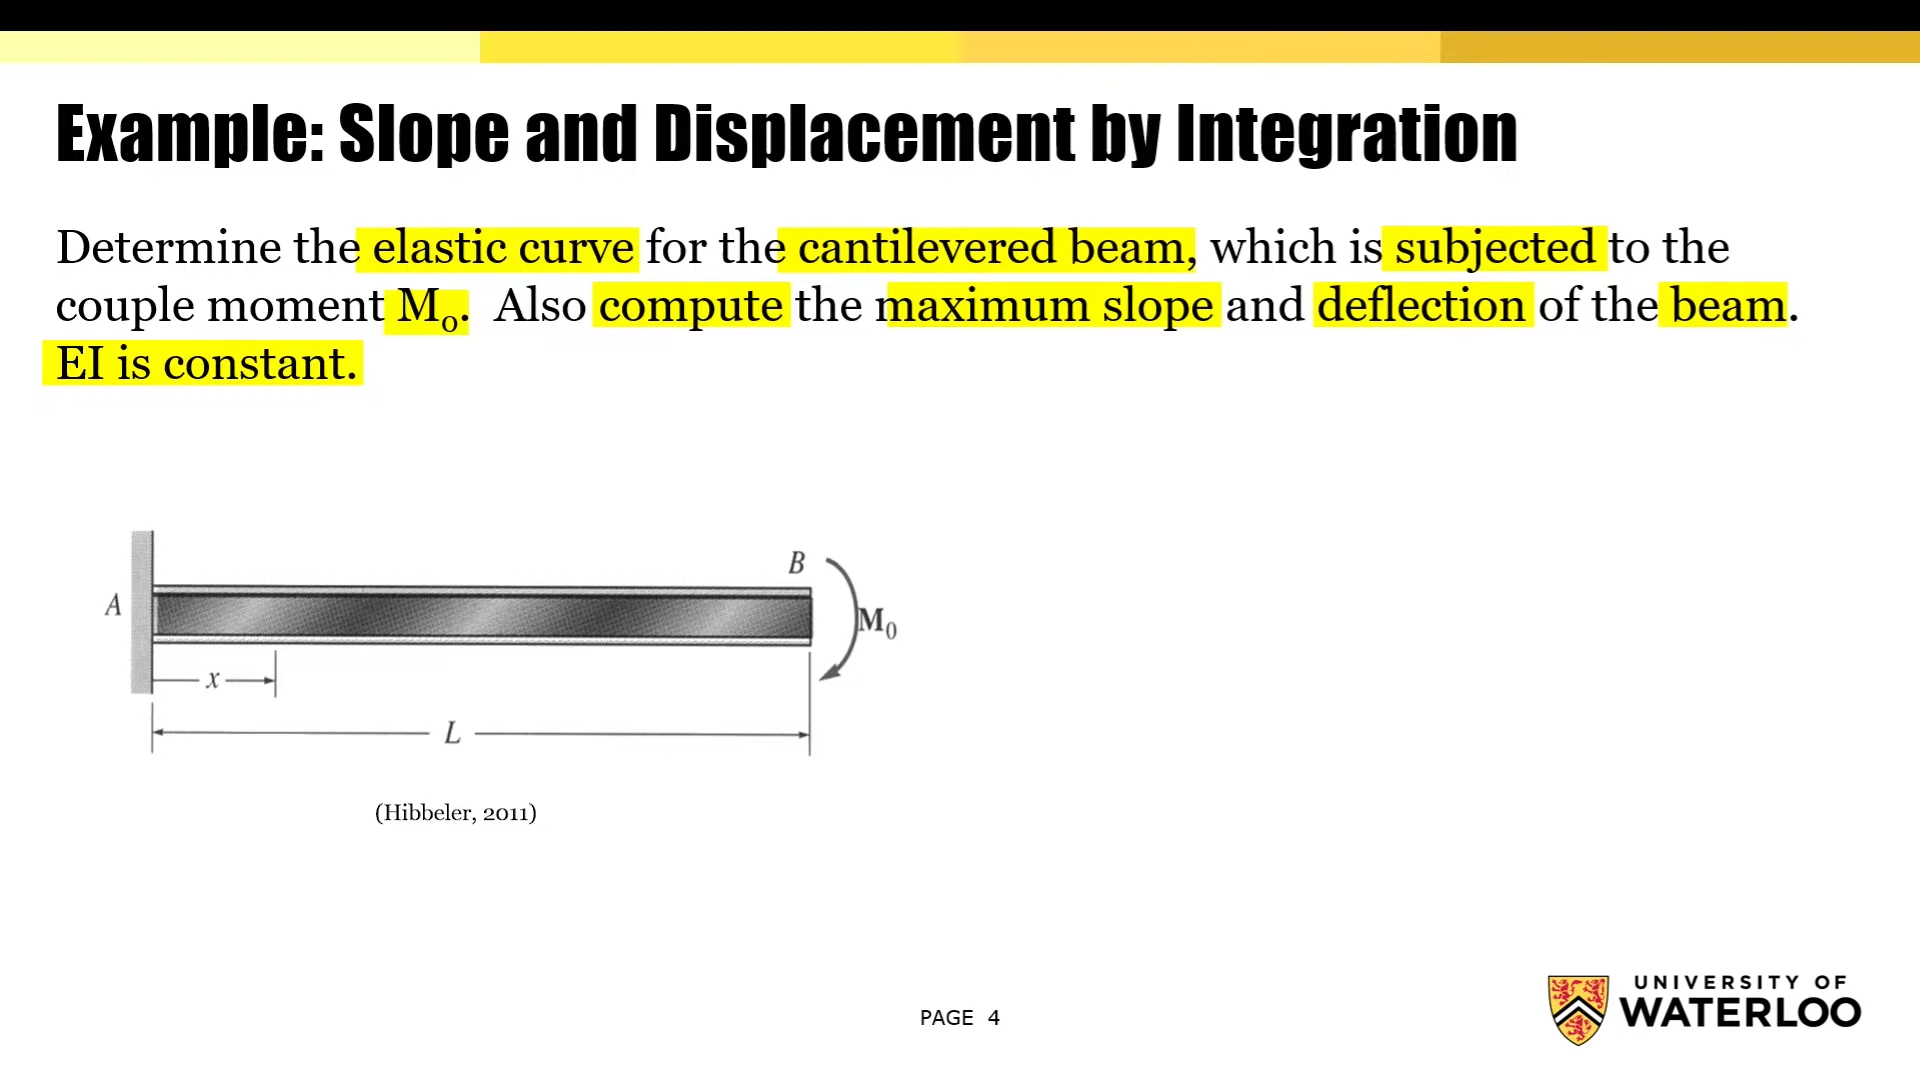 Example: Slope and Displacement by Integration
Determine the elastic curve for the cantilevered beam, which is subjected to the
couple moment M₀. Also compute the maximum slope and deflection of the beam.
EI is constant.
B
A
M₀
x
L
(Hibbeler, 2011)
PAGE 4
UNIVERSITY OF
WATERLOO